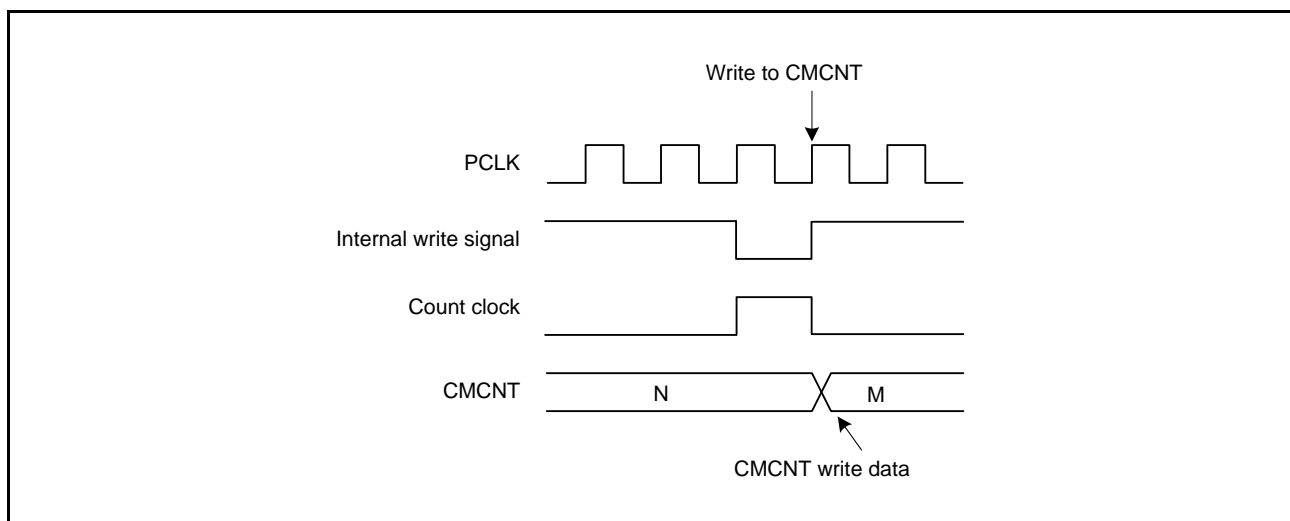 Write to CMCNT
PCLK
Internal write signal
Count clock
CMCNT
N
M
CMCNT write data